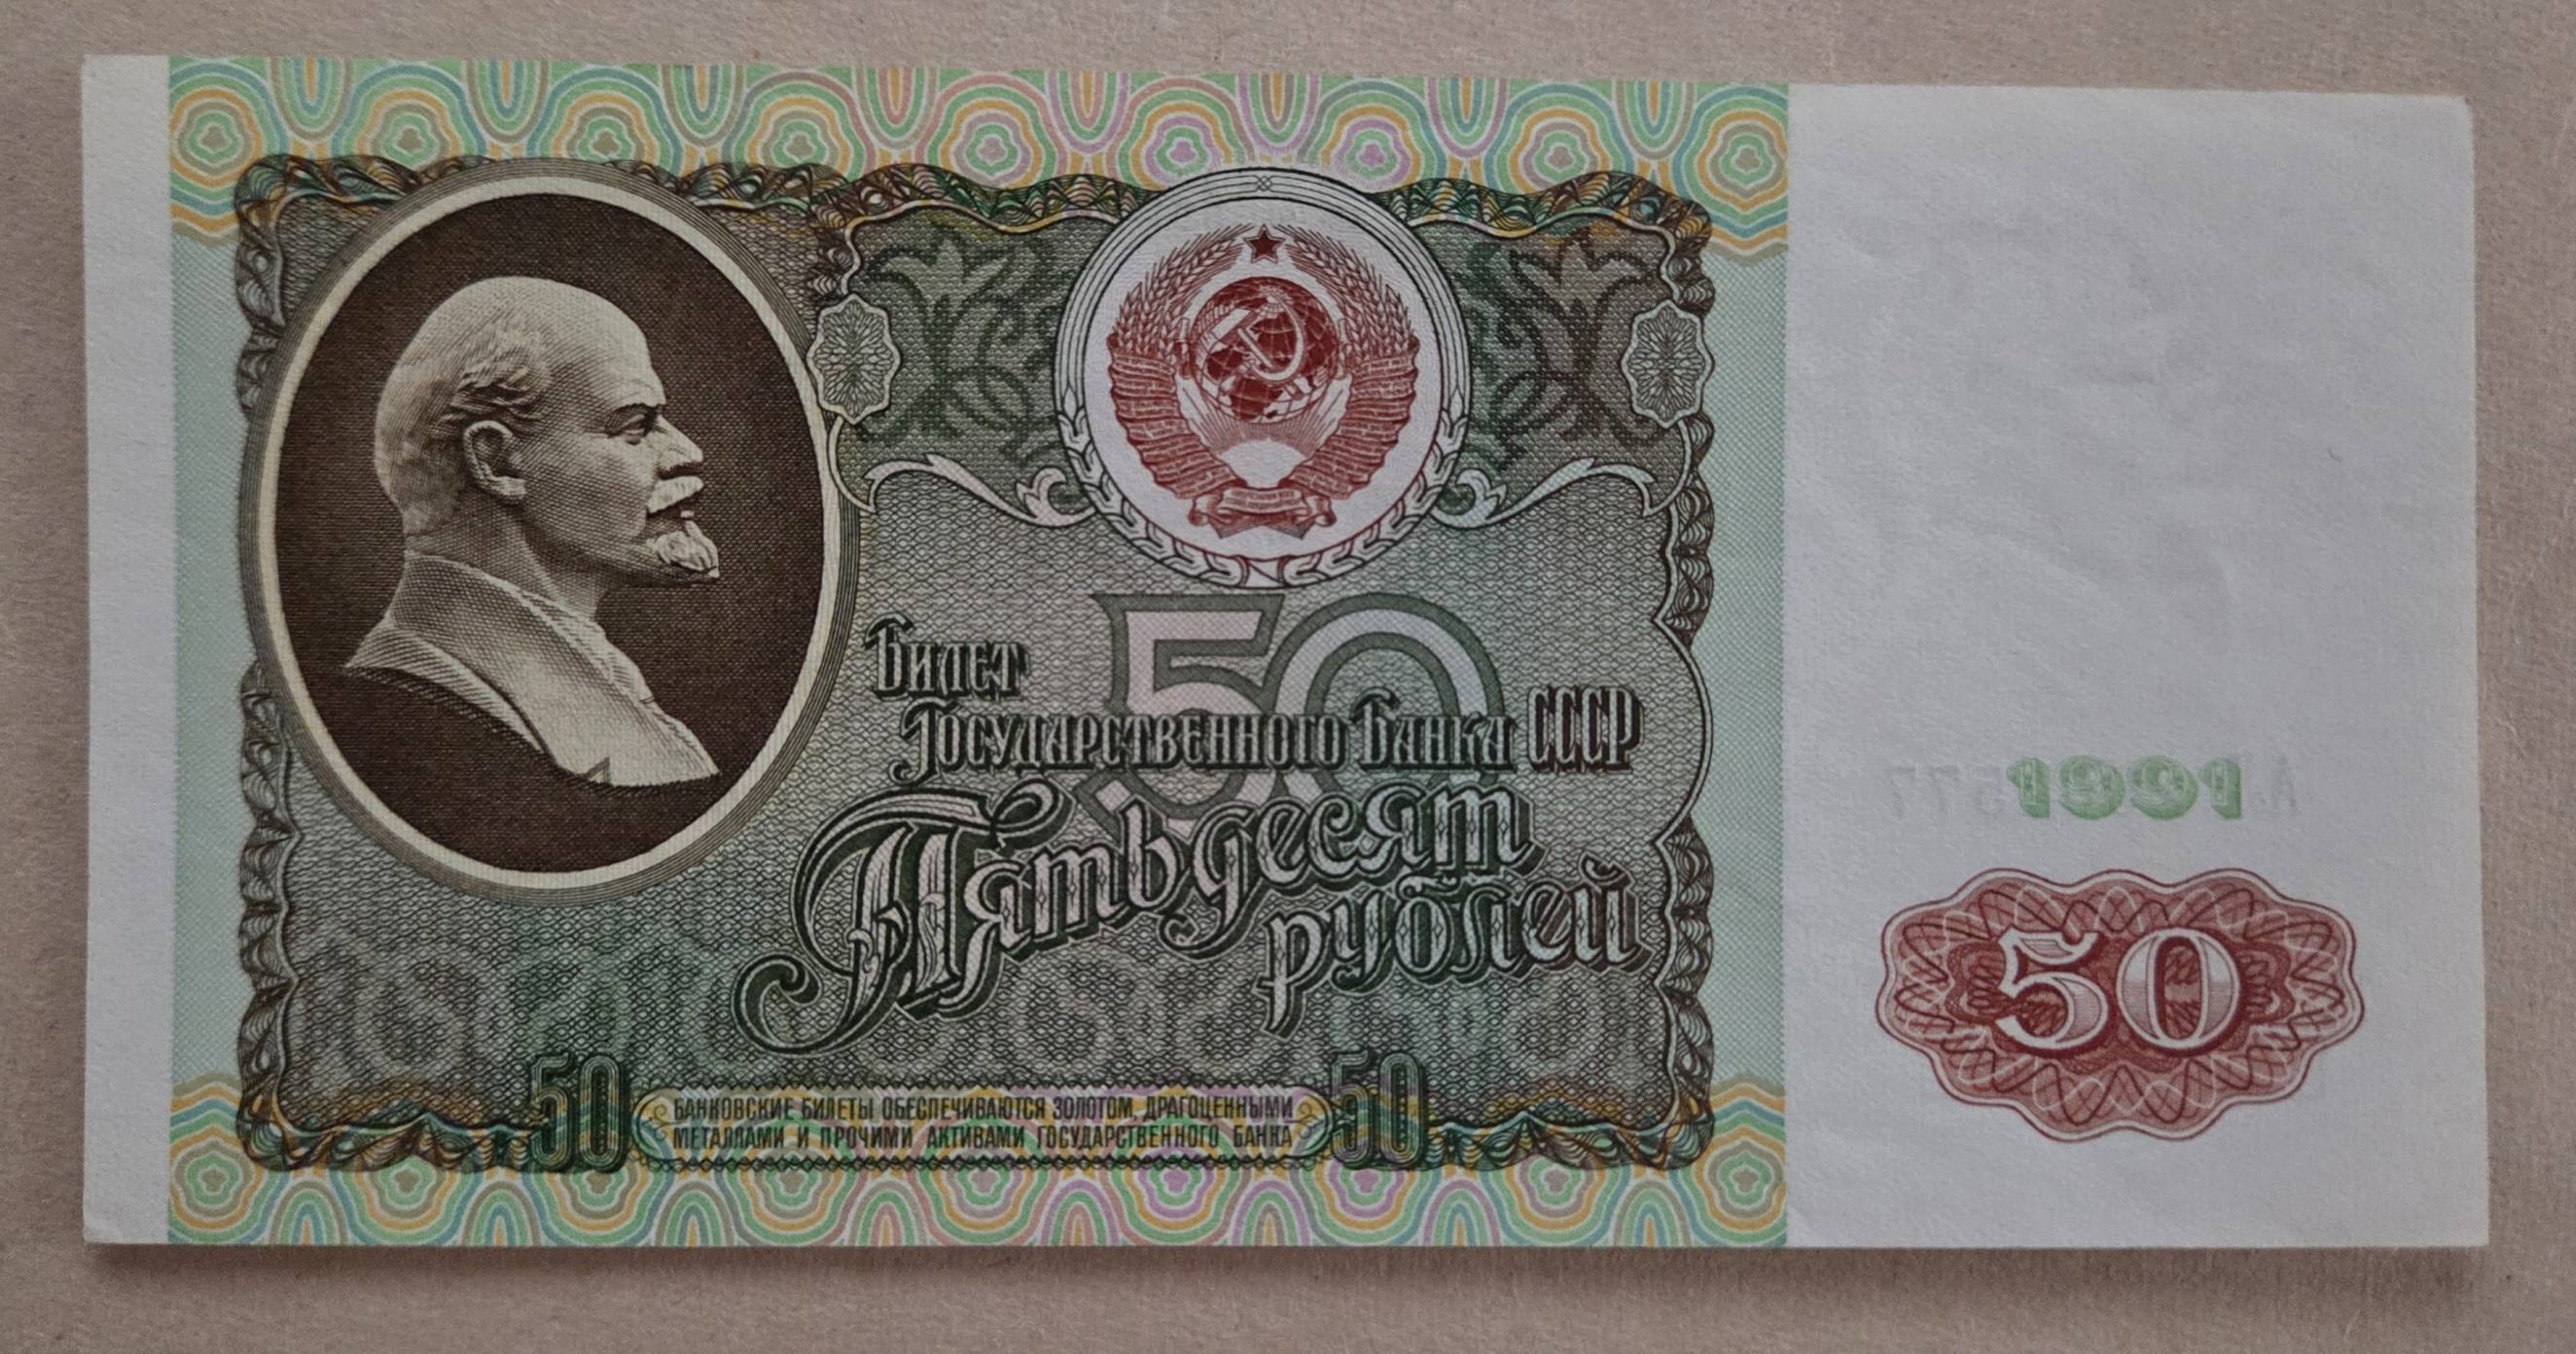 50
Билет
Государственного Банка СССР
Пятьдесят
рублей
1991
50
50
БАНКОВСКИЕ БИЛЕТЫ ОБЕСПЕЧИВАЮТСЯ ЗОЛОТОМ, ДРАГОЦЕННЫМИ
МЕТАЛЛАМИ И ПРОЧИМИ АКТИВАМИ ГОСУДАРСТВЕННОГО БАНКА
50